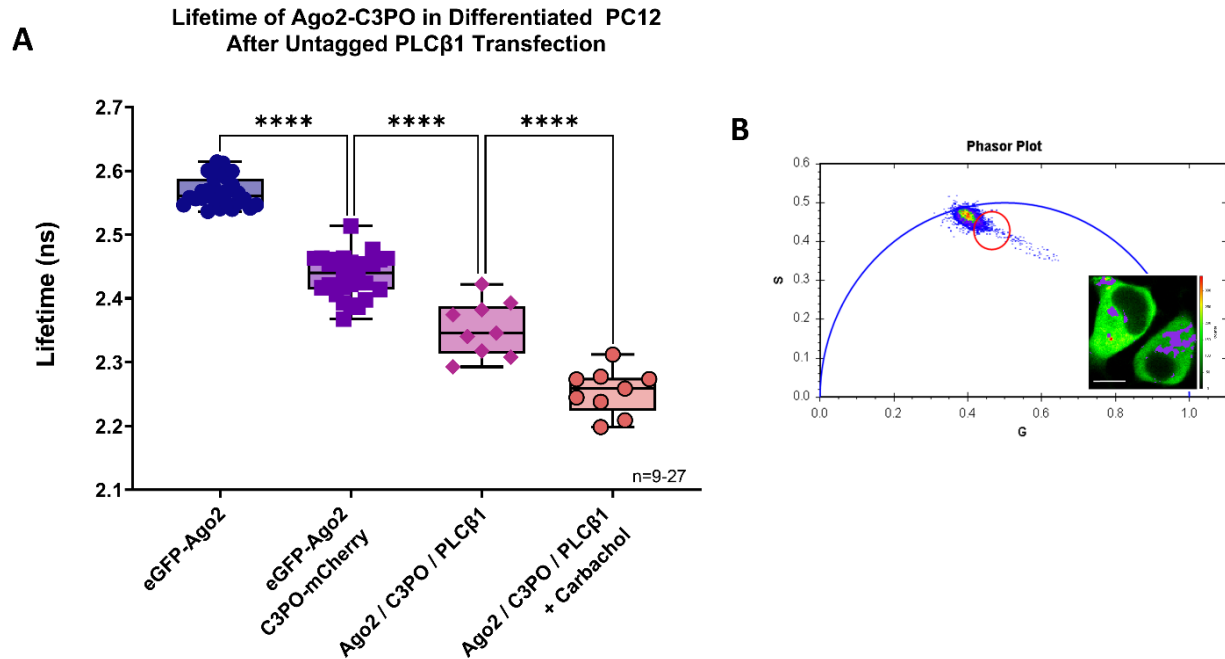 A
Lifetime of Ago2-C3PO in Differentiated PC12
After Untagged PLCβ1 Transfection
Lifetime (ns)
2.7
2.6
2.5
2.4
2.3
2.2
2.1
**** **** ****
n=9-27
eGFP-Ago2
eGFP-Ago2
C3PO-mCherry
Ago2 / C3PO / PLCβ1
Ago2 / C3PO / PLCβ1
+ Carbachol
B
Phasor Plot
S
0.6
0.5
0.4
0.3
0.2
0.1
0.0
0.0 0.2 0.4 0.6 0.8 1.0
G